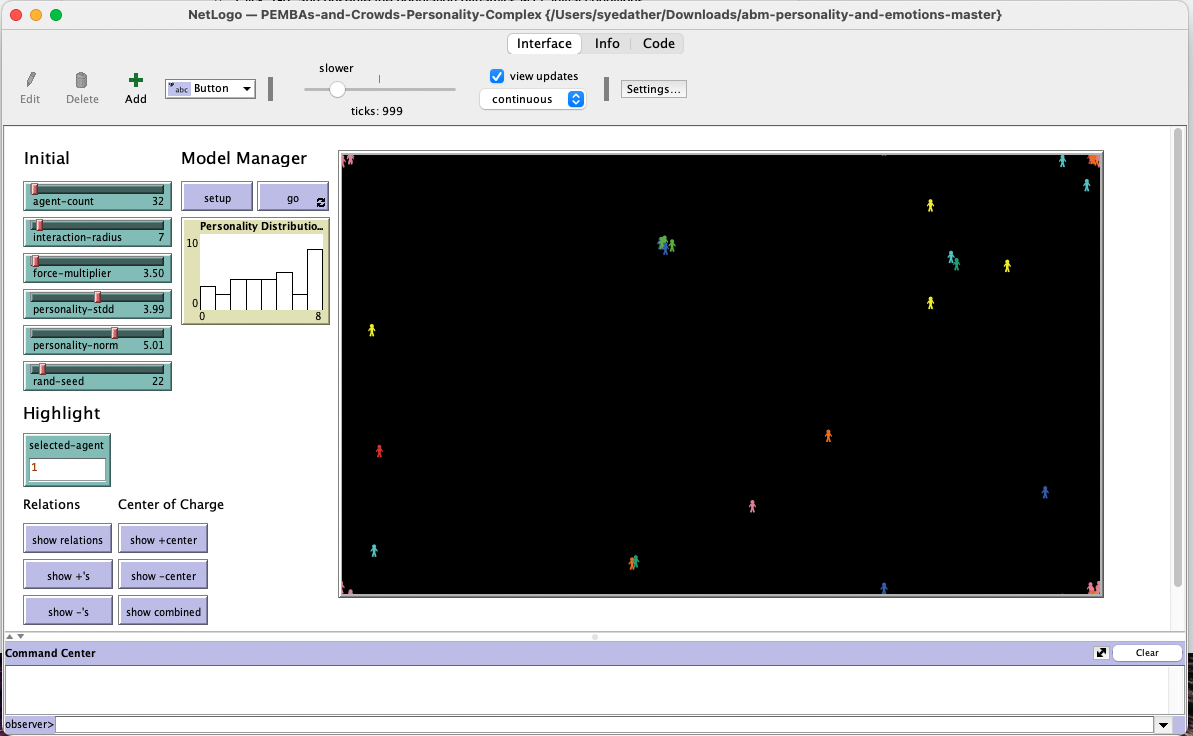 NetLogo — PEMBAs-and-Crowds-Personality-Complex {/Users/syedather/Downloads/abm-personality-and-emotions-master}
Interface
Info
Code
Edit
Delete
Add
abc Button
slower
ticks: 999
view updates
continuous
Settings...
Initial
Model Manager
agent-count 32
interaction-radius 7
force-multiplier 3.50
personality-stdd 3.99
personality-norm 5.01
rand-seed 22
setup
go
Personality Distributio...
10
0
0
8
Highlight
selected-agent
1
Relations
Center of Charge
show relations
show +center
show +'s
show -center
show -'s
show combined
Command Center
Clear
observer>